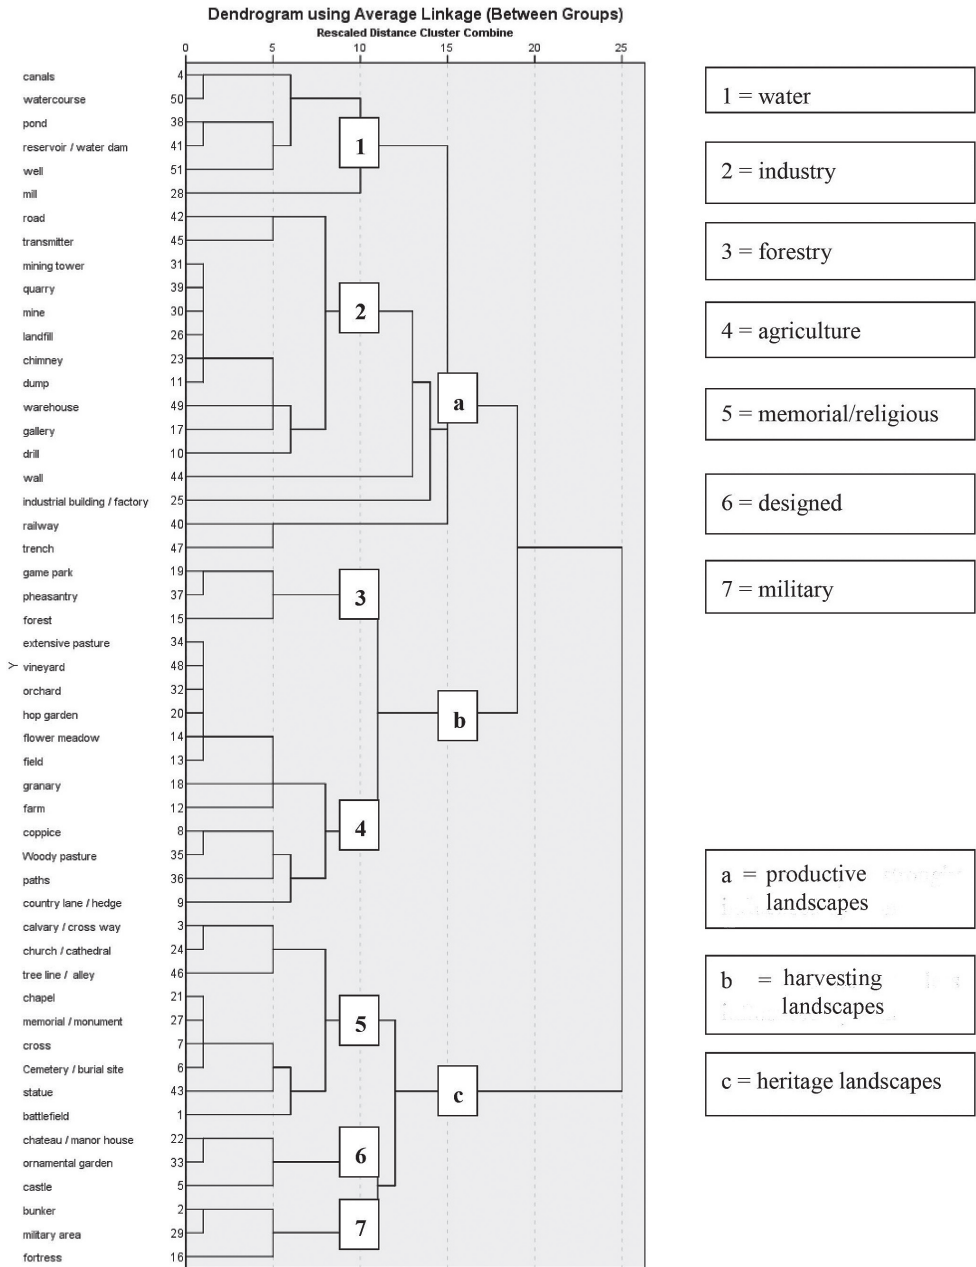 Dendrogram using Average Linkage (Between Groups)
Rescaled Distance Cluster Combine
0 5 10 15 20 25
canals 4
watercourse 50
pond 38
reservoir / water dam 41
well 51
mill 28
road 42
transmitter 45
mining tower 31
quarry 39
mine 30
landfill 26
chimney 23
dump 11
warehouse 49
gallery 17
drill 10
wall 44
industrial building / factory 25
railway 40
trench 47
game park 19
pheasantry 37
forest 15
extensive pasture 34
Y vineyard 48
orchard 32
hop garden 20
flower meadow 14
field 13
granary 18
farm 12
coppice 8
Woody pasture 35
paths 36
country lane / hedge 9
calvary / cross way 3
church / cathedral 24
tree line / alley 46
chapel 21
memorial / monument 27
cross 7
Cemetery / burial site 6
statue 43
battlefield 1
chateau / manor house 22
ornamental garden 33
castle 5
bunker 2
military area 29
fortress 16
1
2
a
3
b
4
5
c
6
7
1 = water
2 = industry
3 = forestry
4 = agriculture
5 = memorial/religious
6 = designed
7 = military
a = productive
landscapes
b = harvesting
landscapes
c = heritage landscapes